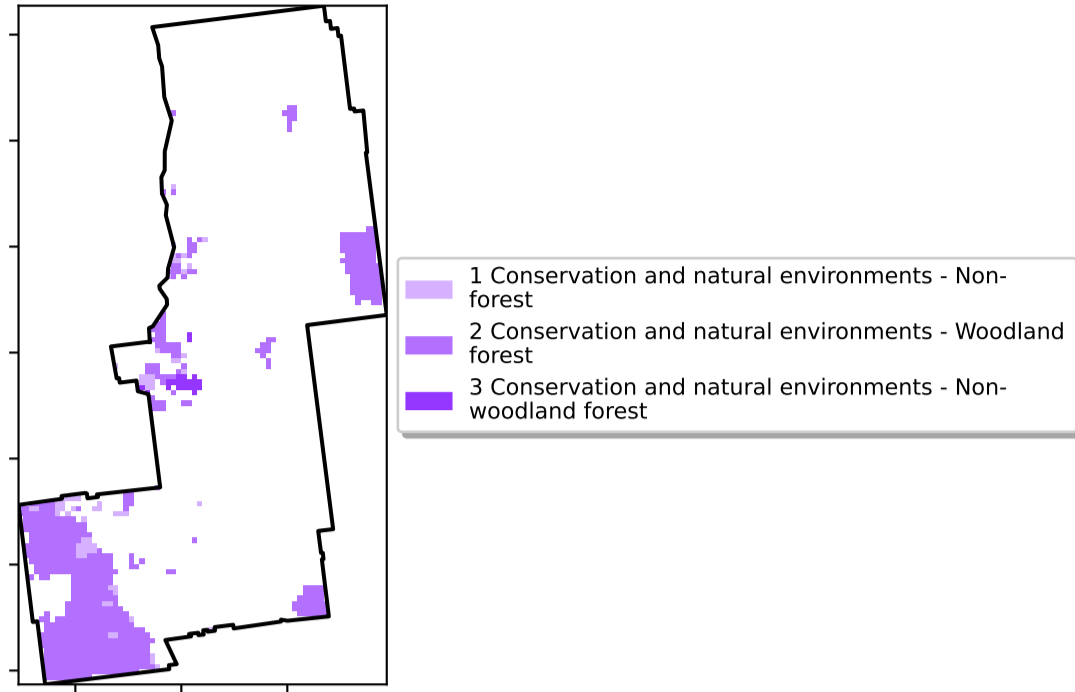 1 Conservation and natural environments - Non-
forest
2 Conservation and natural environments - Woodland
forest
3 Conservation and natural environments - Non-
woodland forest